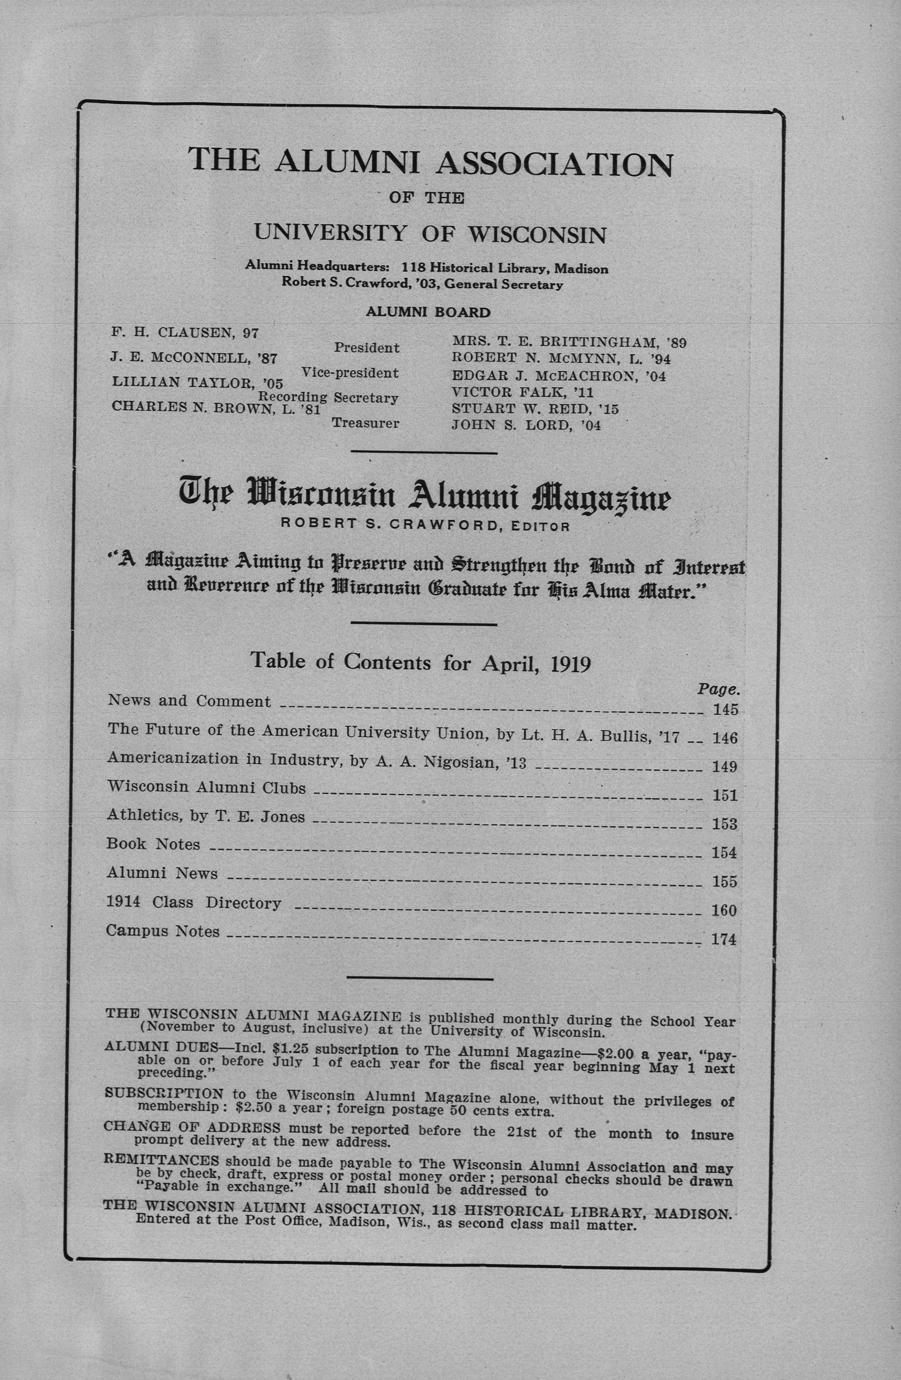 THE ALUMNI ASSOCIATION
OF THE
UNIVERSITY OF WISCONSIN
Alumni Headquarters: 118 Historical Library, Madison
Robert S. Crawford, '03, General Secretary
ALUMNI BOARD
F. H. CLAUSEN, 97
President
J. E. McCONNELL, '87
Vice-president
LILLIAN TAYLOR, '05
Recording Secretary
CHARLES N. BROWN, L. '81
Treasurer
MRS. T. E. BRITTINGHAM, '89
ROBERT N. McMYNN, L. '94
EDGAR J. McEACHRON, '04
VICTOR FALK, '11
STUART W. REID, '15
JOHN S. LORD, '04
The Wisconsin Alumni Magazine
ROBERT S. CRAWFORD, EDITOR
"A Magazine Aiming to Preserve and Strengthen the Bond of Interest
and Reverence of the Wisconsin Graduate for His Alma Mater."
Table of Contents for April, 1919
Page.
News and Comment 145
The Future of the American University Union, by Lt. H. A. Bullis, '17 146
Americanization in Industry, by A. A. Nigosian, '13 149
Wisconsin Alumni Clubs 151
Athletics, by T. E. Jones 153
Book Notes 154
Alumni News 155
1914 Class Directory 160
Campus Notes 174
THE WISCONSIN ALUMNI MAGAZINE is published monthly during the School Year
(November to August, inclusive) at the University of Wisconsin.
ALUMNI DUES—Incl. $1.25 subscription to The Alumni Magazine—$2.00 a year, "pay-
able on or before July 1 of each year for the fiscal year beginning May 1 next
preceding."
SUBSCRIPTION to the Wisconsin Alumni Magazine alone, without the privileges of
membership: $2.50 a year; foreign postage 50 cents extra.
CHANGE OF ADDRESS must be reported before the 21st of the month to insure
prompt delivery at the new address.
REMITTANCES should be made payable to The Wisconsin Alumni Association and may
be by check, draft, express or postal money order; personal checks should be drawn
"Payable in exchange." All mail should be addressed to
THE WISCONSIN ALUMNI ASSOCIATION, 118 HISTORICAL LIBRARY, MADISON.
Entered at the Post Office, Madison, Wis., as second class mail matter.